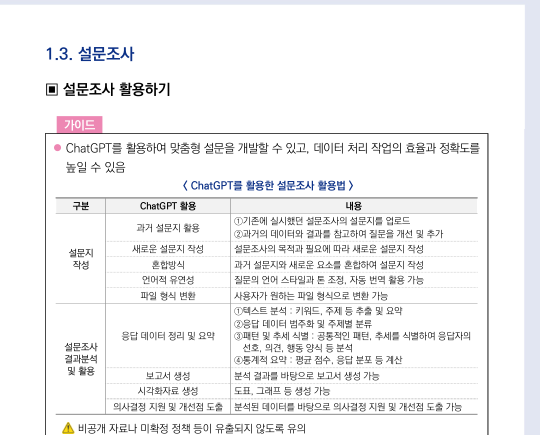 1.3. 설문조사
▣ 설문조사 활용하기
가이드
● ChatGPT를 활용하여 맞춤형 설문을 개발할 수 있고, 데이터 처리 작업의 효율과 정확도를
높일 수 있음
< ChatGPT를 활용한 설문조사 활용법 >
구분 ChatGPT 활용 내용
설문지 작성
과거 설문지 활용
①기존에 실시했던 설문조사의 설문지를 업로드
②과거의 데이터와 결과를 참고하여 질문을 개선 및 추가
새로운 설문지 작성 설문조사의 목적과 필요에 따라 새로운 설문지 작성
혼합방식 과거 설문지와 새로운 요소를 혼합하여 설문지 작성
언어적 유연성 질문의 언어 스타일과 톤 조정, 자동 번역 활용 가능
파일 형식 변환 사용자가 원하는 파일 형식으로 변환 가능
설문조사
결과분석
및 활용
응답 데이터 정리 및 요약
①텍스트 분석 : 키워드, 주제 등 추출 및 요약
②응답 데이터 범주화 및 주제별 분류
③패턴 및 추세 식별 : 공통적인 패턴, 추세를 식별하여 응답자의
선호, 의견, 행동 양식 등 분석
④통계적 요약 : 평균 점수, 응답 분포 등 계산
보고서 생성 분석 결과를 바탕으로 보고서 생성 가능
시각화자료 생성 도표, 그래프 등 생성 가능
의사결정 지원 및 개선점 도출 분석된 데이터를 바탕으로 의사결정 지원 및 개선점 도출 가능
⚠ 비공개 자료나 미확정 정책 등이 유출되지 않도록 유의